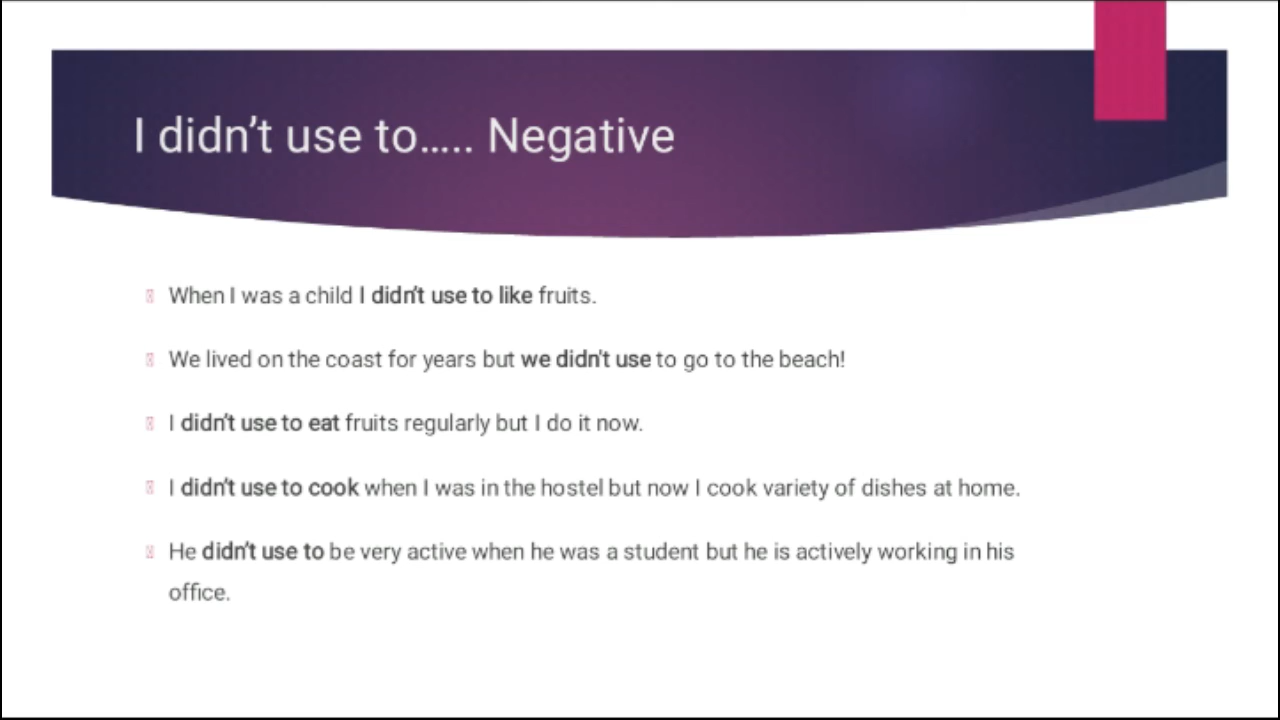 I didn’t use to….. Negative
When I was a child I didn’t use to like fruits.
We lived on the coast for years but we didn't use to go to the beach!
I didn’t use to eat fruits regularly but I do it now.
I didn’t use to cook when I was in the hostel but now I cook variety of dishes at home.
He didn’t use to be very active when he was a student but he is actively working in his
office.